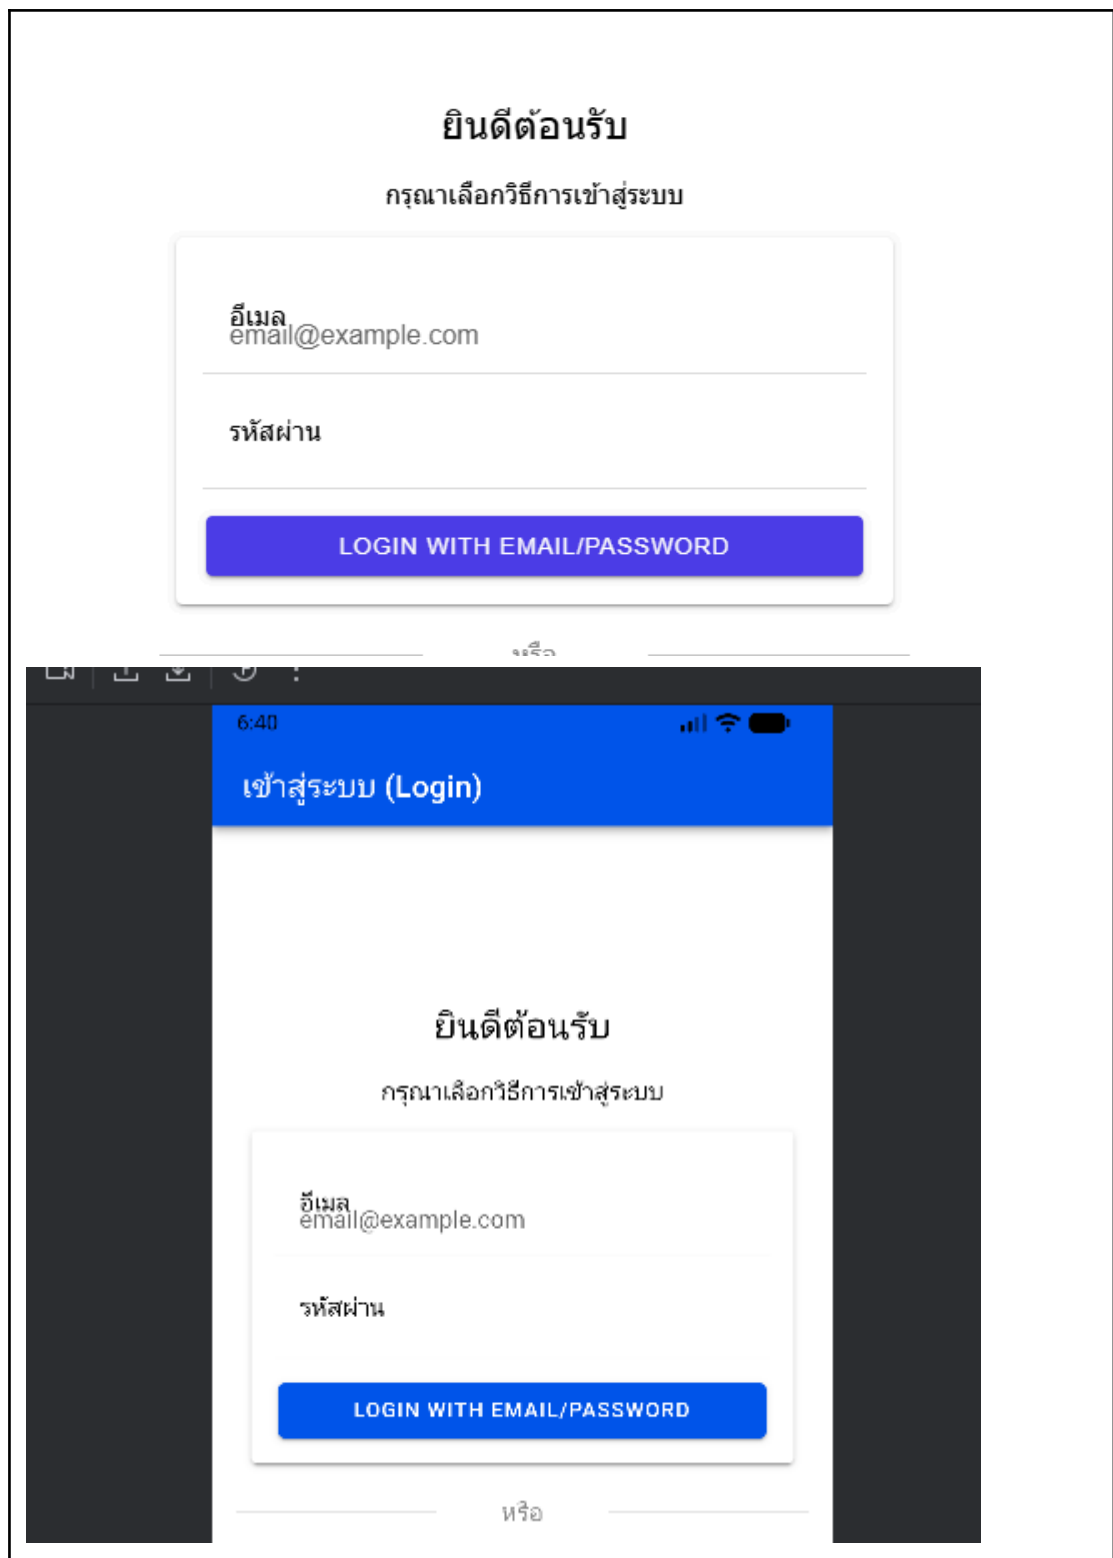 ยินดีต้อนรับ
กรุณาเลือกวิธีการเข้าสู่ระบบ
อีเมล
email@example.com
รหัสผ่าน
LOGIN WITH EMAIL/PASSWORD
หรือ
6:40
เข้าสู่ระบบ (Login)
ยินดีต้อนรับ
กรุณาเลือกวิธีการเข้าสู่ระบบ
อีเมล
email@example.com
รหัสผ่าน
LOGIN WITH EMAIL/PASSWORD
หรือ